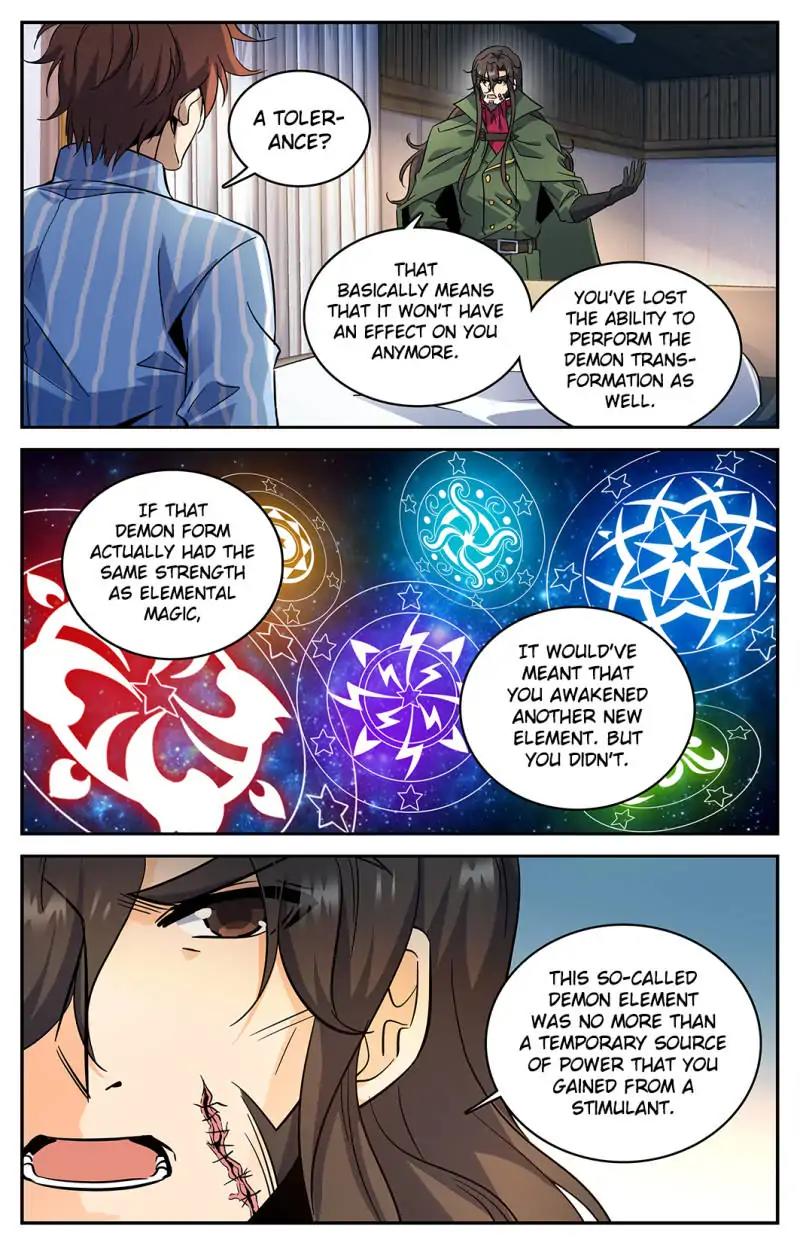 A TOLER-
ANCE?
THAT
BASICALLY MEANS
THAT IT WON'T HAVE
AN EFFECT ON YOU
ANYMORE.
YOU'VE LOST
THE ABILITY TO
PERFORM THE
DEMON TRANS-
FORMATION AS
WELL.
IF THAT
DEMON FORM
ACTUALLY HAD THE
SAME STRENGTH
AS ELEMENTAL
MAGIC,
IT WOULD'VE
MEANT THAT
YOU AWAKENED
ANOTHER NEW
ELEMENT. BUT
YOU DIDN'T.
THIS SO-CALLED
DEMON ELEMENT
WAS NO MORE THAN
A TEMPORARY SOURCE
OF POWER THAT YOU
GAINED FROM A
STIMULANT.